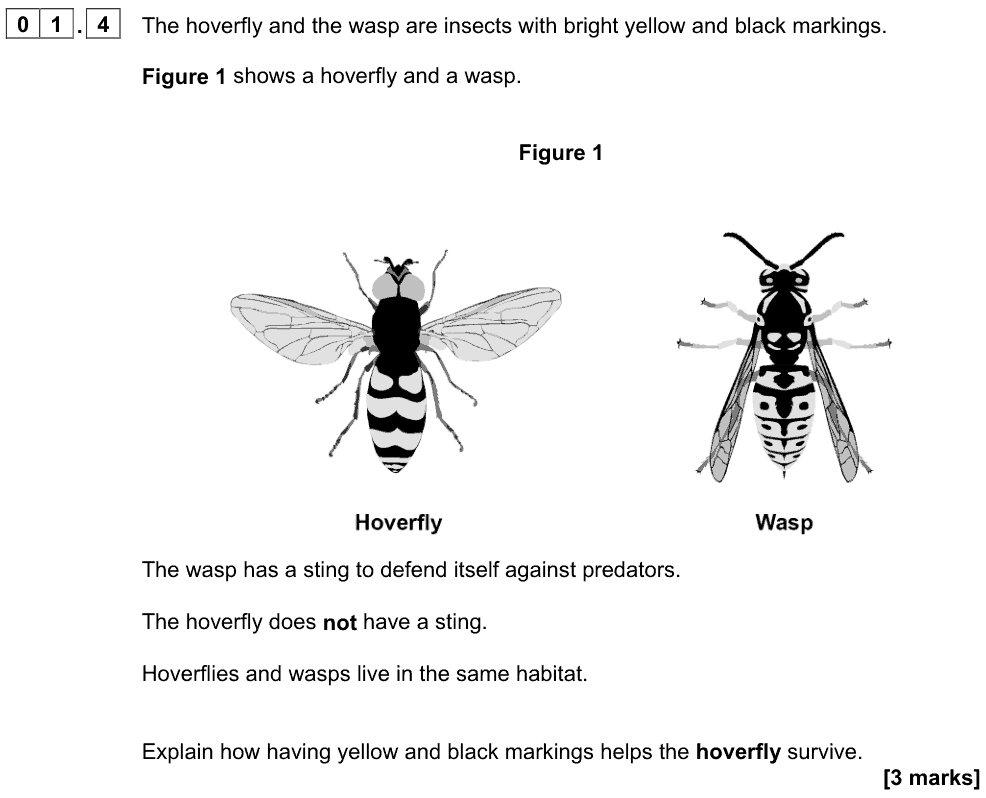 0 1 . 4 The hoverfly and the wasp are insects with bright yellow and black markings.
Figure 1 shows a hoverfly and a wasp.
Figure 1
Hoverfly Wasp
The wasp has a sting to defend itself against predators.
The hoverfly does not have a sting.
Hoverflies and wasps live in the same habitat.
Explain how having yellow and black markings helps the hoverfly survive.
[3 marks]